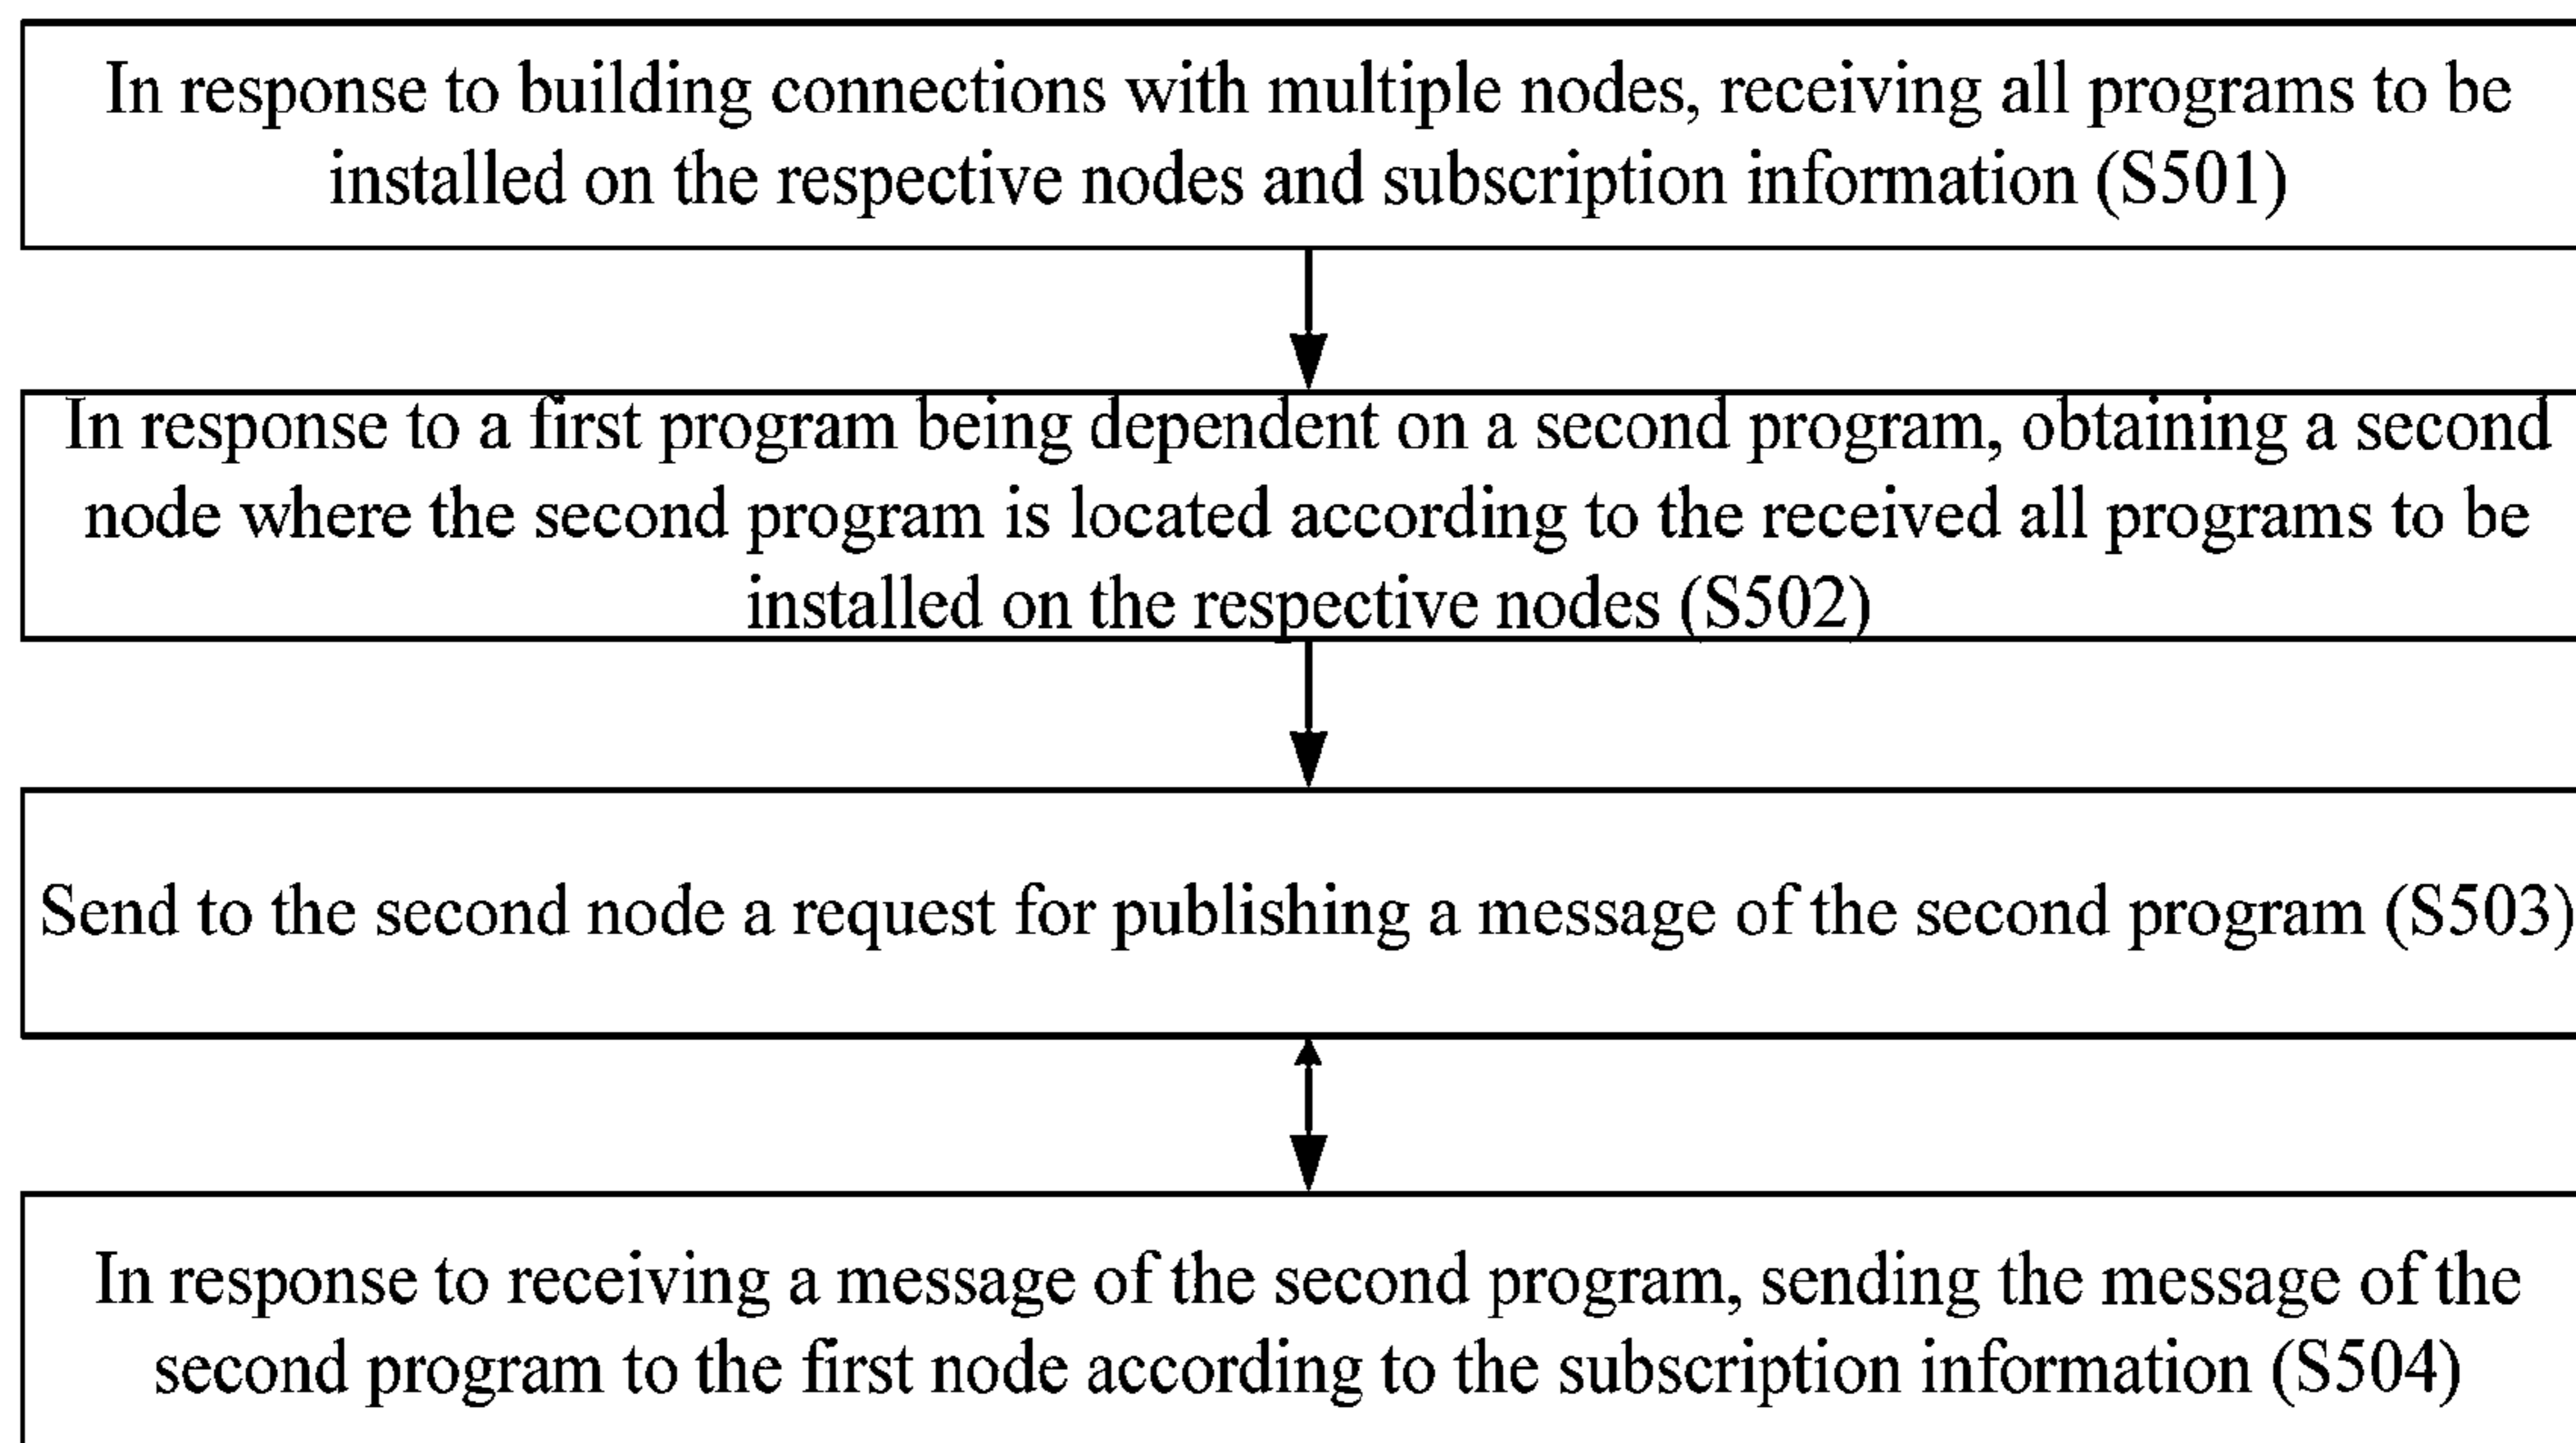 In response to building connections with multiple nodes, receiving all programs to be
installed on the respective nodes and subscription information (S501)
In response to a first program being dependent on a second program, obtaining a second
node where the second program is located according to the received all programs to be
installed on the respective nodes (S502)
Send to the second node a request for publishing a message of the second program (S503)
In response to receiving a message of the second program, sending the message of the
second program to the first node according to the subscription information (S504)